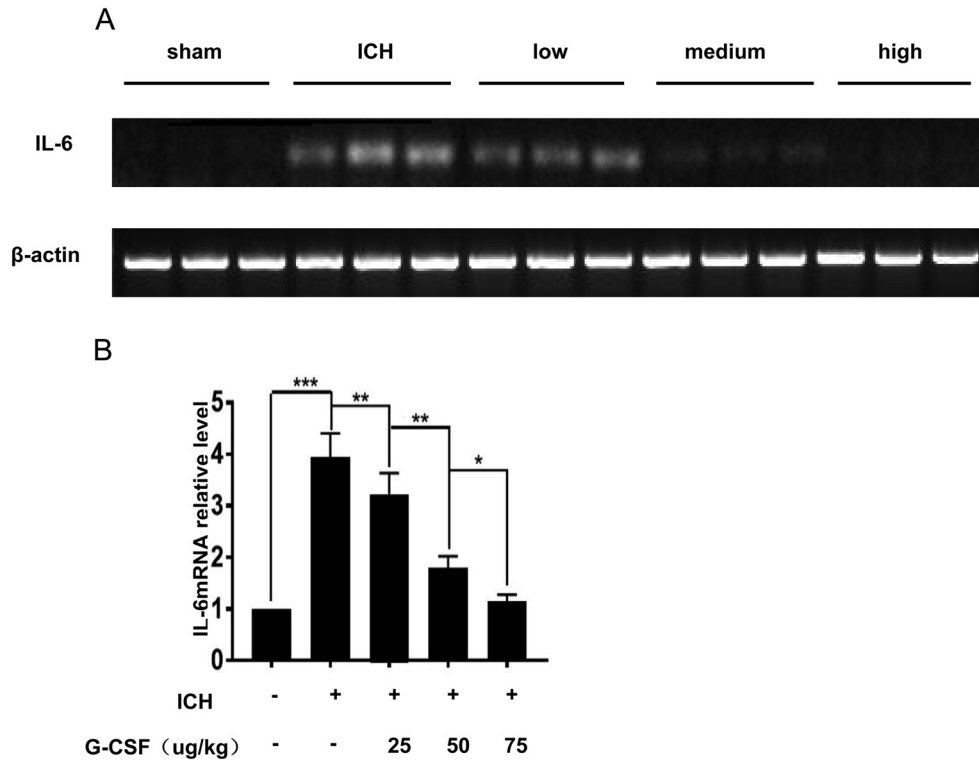 A
sham ICH low medium high
IL-6
β-actin
B
IL-6mRNA relative level
5
4
3
2
1
0
*** ** ** *
ICH - + + + +
G-CSF（ug/kg） - - 25 50 75